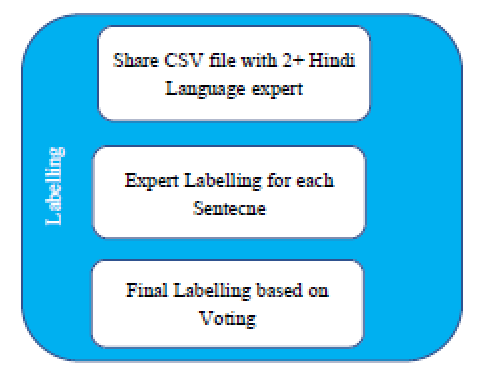 Labelling
Share CSV file with 2+ Hindi
Language expert
Expert Labelling for each
Sentecne
Final Labelling based on
Voting